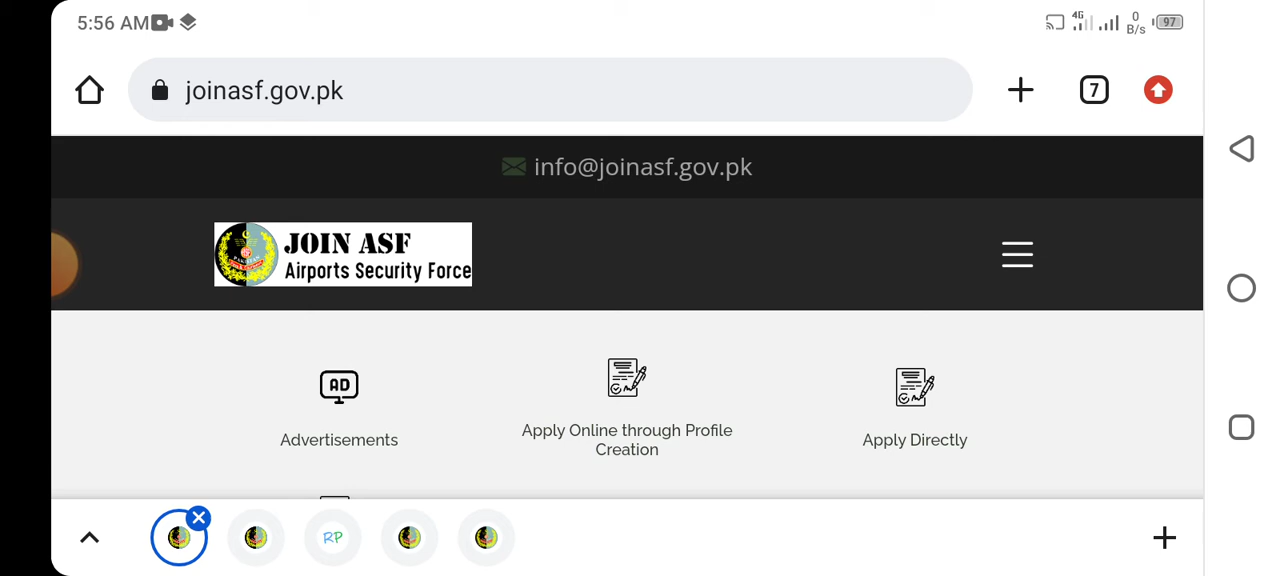 5:56 AM
4G
0
B/s
97
joinasf.gov.pk
7
info@joinasf.gov.pk
JOIN ASF
Airports Security Force
AD
Advertisements
Apply Online through Profile
Creation
Apply Directly
RP